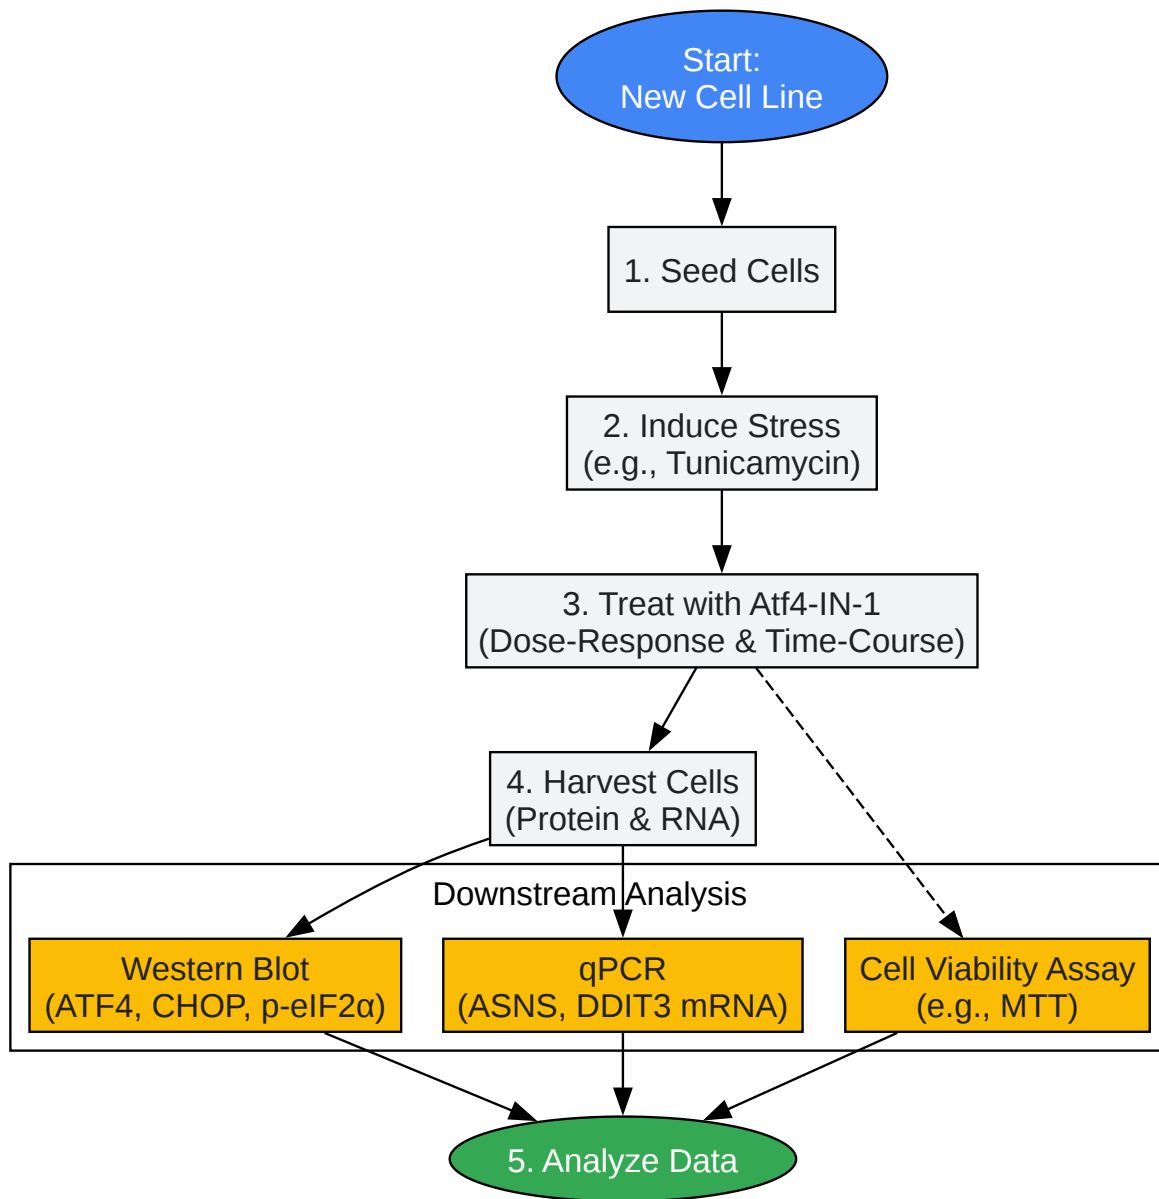 Start:
New Cell Line
1. Seed Cells
2. Induce Stress
(e.g., Tunicamycin)
3. Treat with Atf4-IN-1
(Dose-Response & Time-Course)
4. Harvest Cells
(Protein & RNA)
Downstream Analysis
Western Blot
(ATF4, CHOP, p-eIF2α)
qPCR
(ASNS, DDIT3 mRNA)
Cell Viability Assay
(e.g., MTT)
5. Analyze Data